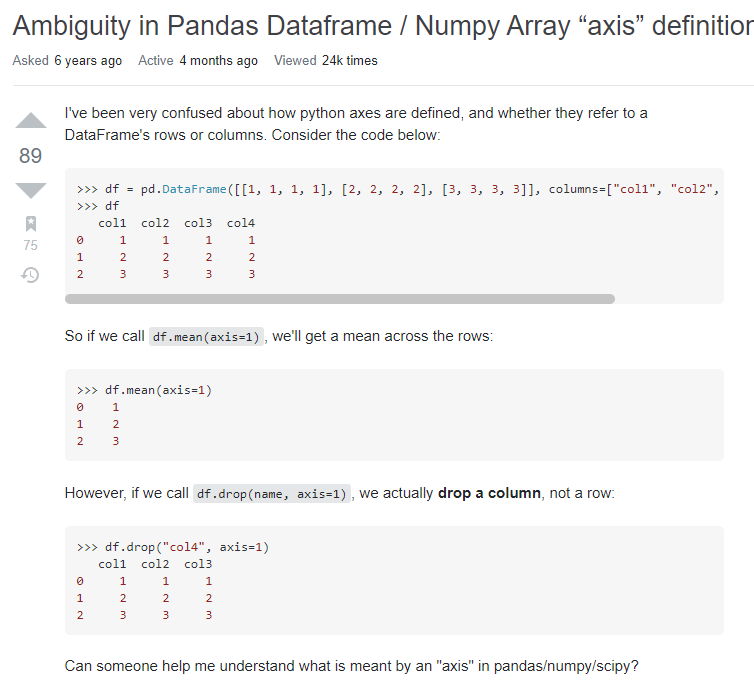 Ambiguity in Pandas Dataframe / Numpy Array “axis” definition
Asked 6 years ago Active 4 months ago Viewed 24k times
I've been very confused about how python axes are defined, and whether they refer to a
DataFrame's rows or columns. Consider the code below:
89
>>> df = pd.DataFrame([[1, 1, 1, 1], [2, 2, 2, 2], [3, 3, 3, 3]], columns=["col1", "col2",
>>> df
col1 col2 col3 col4
0 1 1 1 1
1 2 2 2 2
2 3 3 3 3
75
So if we call df.mean(axis=1), we'll get a mean across the rows:
>>> df.mean(axis=1)
0 1
1 2
2 3
However, if we call df.drop(name, axis=1), we actually drop a column, not a row:
>>> df.drop("col4", axis=1)
col1 col2 col3
0 1 1 1
1 2 2 2
2 3 3 3
Can someone help me understand what is meant by an "axis" in pandas/numpy/scipy?